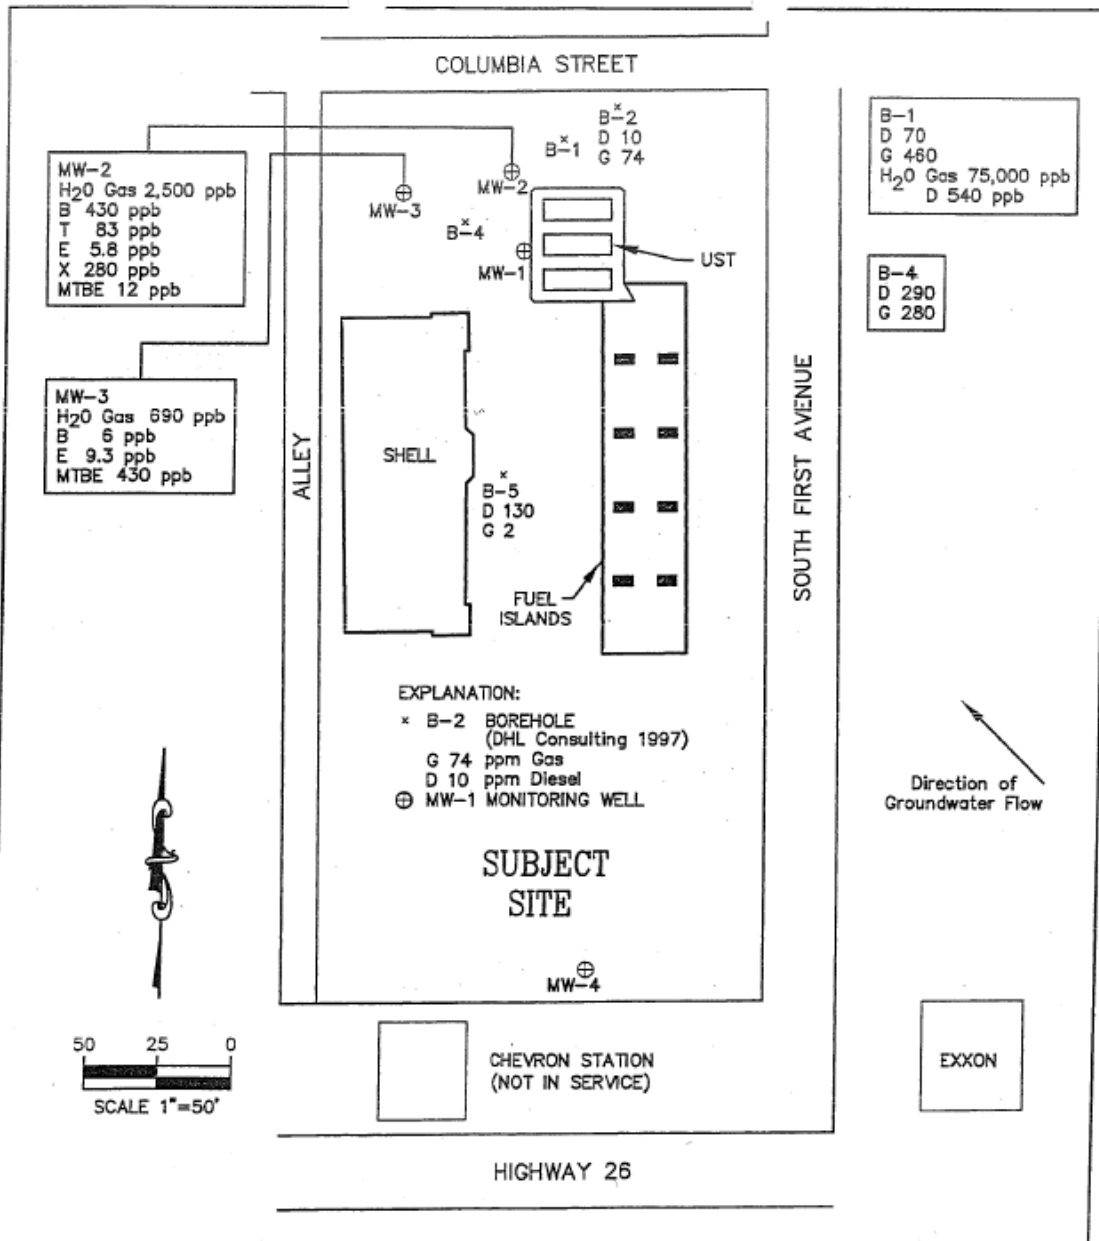 COLUMBIA STREET
B-2
D 10
G 74
B-1
MW-2
MW-3
B-4
MW-1
UST
MW-2
H2O Gas 2,500 ppb
B 430 ppb
T 83 ppb
E 5.8 ppb
X 280 ppb
MTBE 12 ppb
B-1
D 70
G 460
H2O Gas 75,000 ppb
D 540 ppb
B-4
D 290
G 280
MW-3
H2O Gas 690 ppb
B 6 ppb
E 9.3 ppb
MTBE 430 ppb
ALLEY
SHELL
B-5
D 130
G 2
FUEL
ISLANDS
SOUTH FIRST AVENUE
EXPLANATION:
× B-2 BOREHOLE
(DHL Consulting 1997)
G 74 ppm Gas
D 10 ppm Diesel
MW-1 MONITORING WELL
Direction of
Groundwater Flow
SUBJECT
SITE
MW-4
50 25 0
SCALE 1"=50'
CHEVRON STATION
(NOT IN SERVICE)
EXXON
HIGHWAY 26